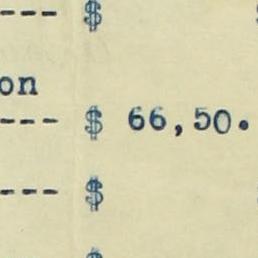 --- $
on
--- $ 66,50.
--- $
$